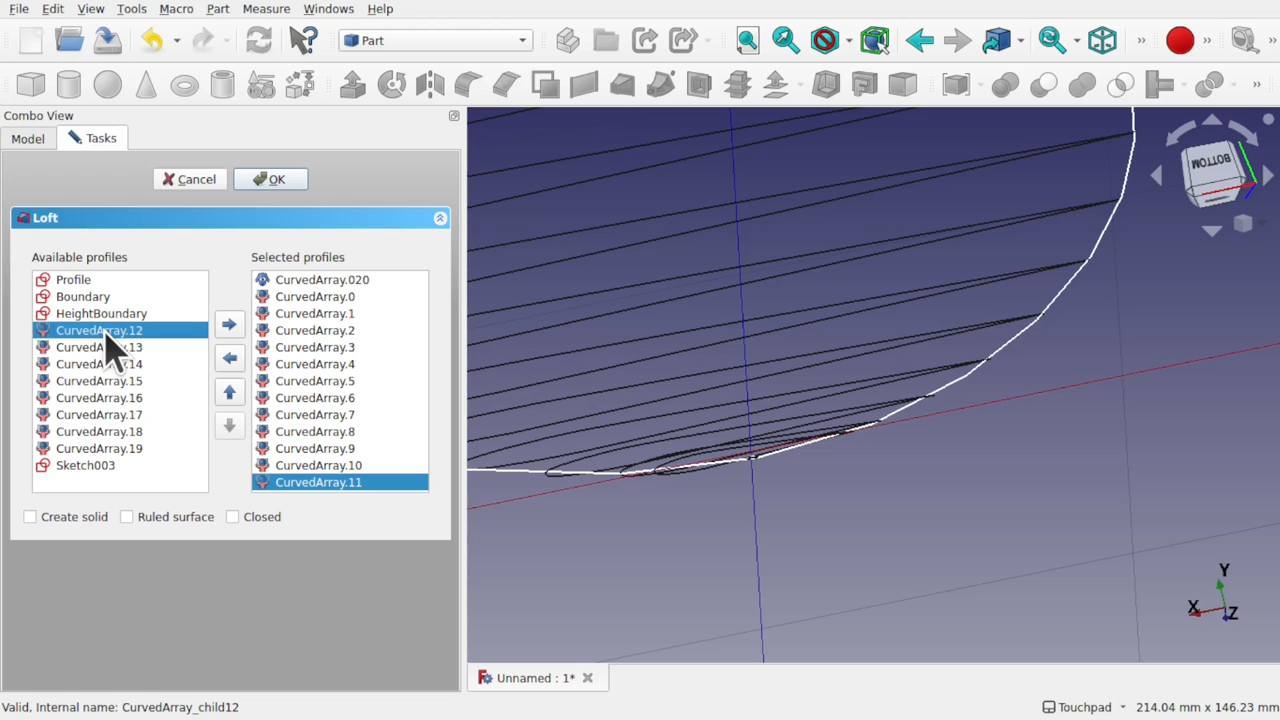 File Edit View Tools Macro Part Measure Windows Help
Part
Combo View
Model Tasks
Cancel OK
Loft
Available profiles
Profile
Boundary
HeightBoundary
CurvedArray.12
CurvedArray.13
CurvedArray.14
CurvedArray.15
CurvedArray.16
CurvedArray.17
CurvedArray.18
CurvedArray.19
Sketch003
Selected profiles
CurvedArray.020
CurvedArray.0
CurvedArray.1
CurvedArray.2
CurvedArray.3
CurvedArray.4
CurvedArray.5
CurvedArray.6
CurvedArray.7
CurvedArray.8
CurvedArray.9
CurvedArray.10
CurvedArray.11
Create solid Ruled surface Closed
BOTTOM
Y
X
Z
Unnamed : 1*
Valid, Internal name: CurvedArray_child12
Touchpad 214.04 mm x 146.23 mm